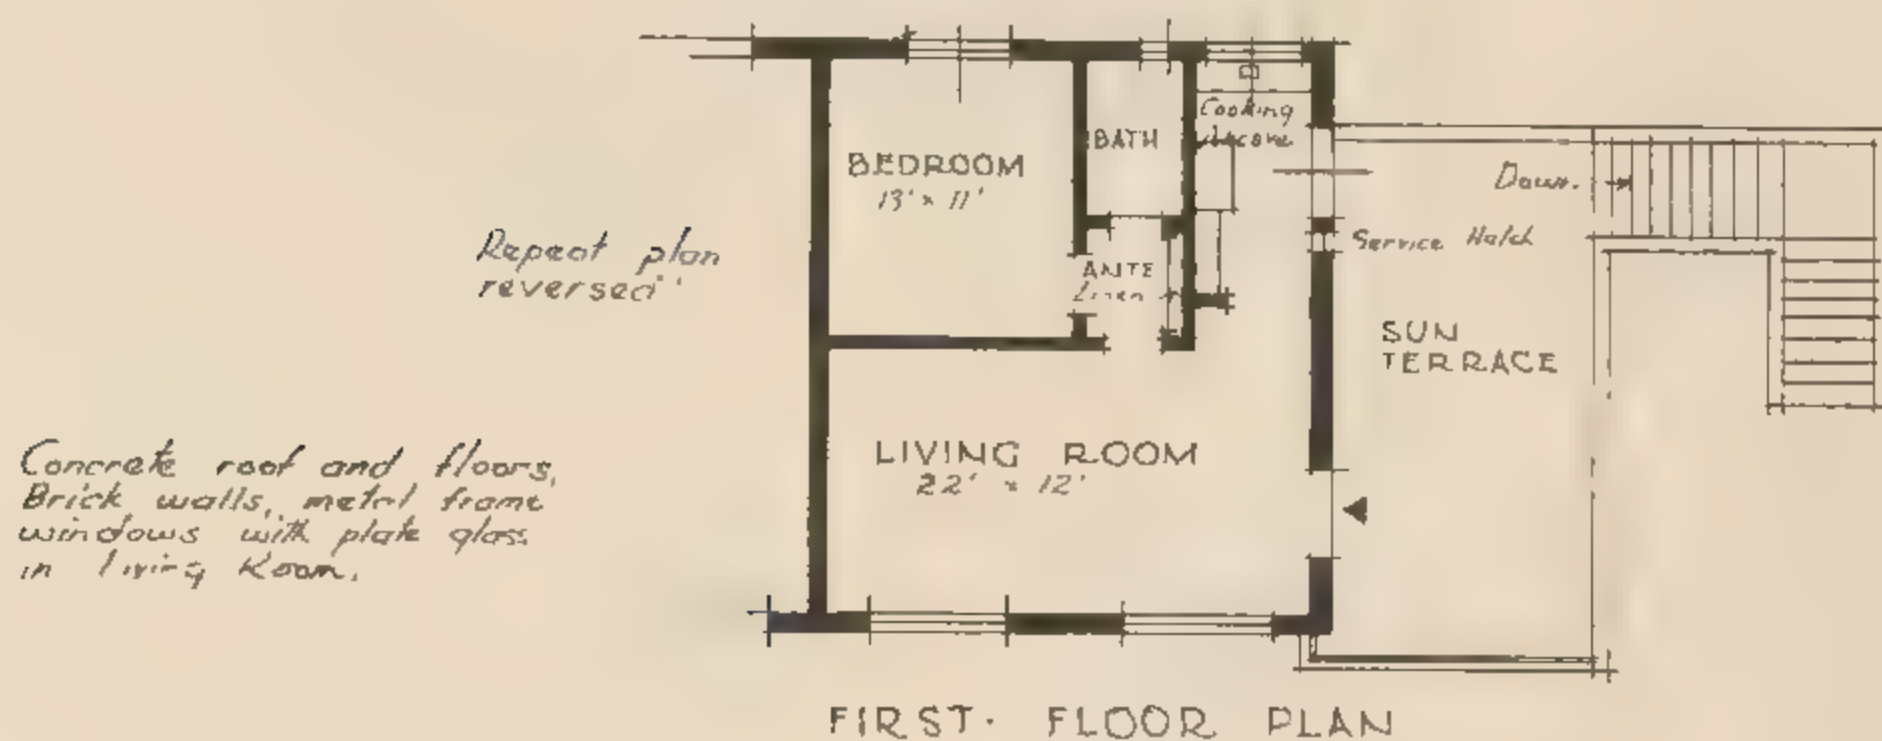 Cooking
Alcove
BATH
BEDROOM
13' × 11'
Down.
Repeat plan
reversed
Service Hatch
ANTE
Linen
SUN
TERRACE
LIVING ROOM
22' × 12'
Concrete roof and floors,
Brick walls, metal frame
windows with plate glass
in living Room.
FIRST. FLOOR PLAN